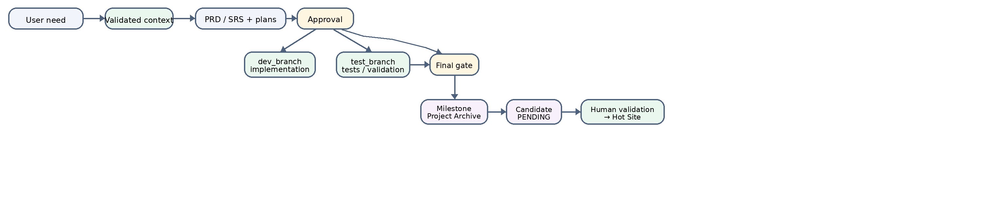 User need
Validated context
PRD / SRS + plans
Approval
dev_branch
implementation
test_branch
tests / validation
Final gate
Milestone
Project Archive
Candidate
PENDING
Human validation
→ Hot Site